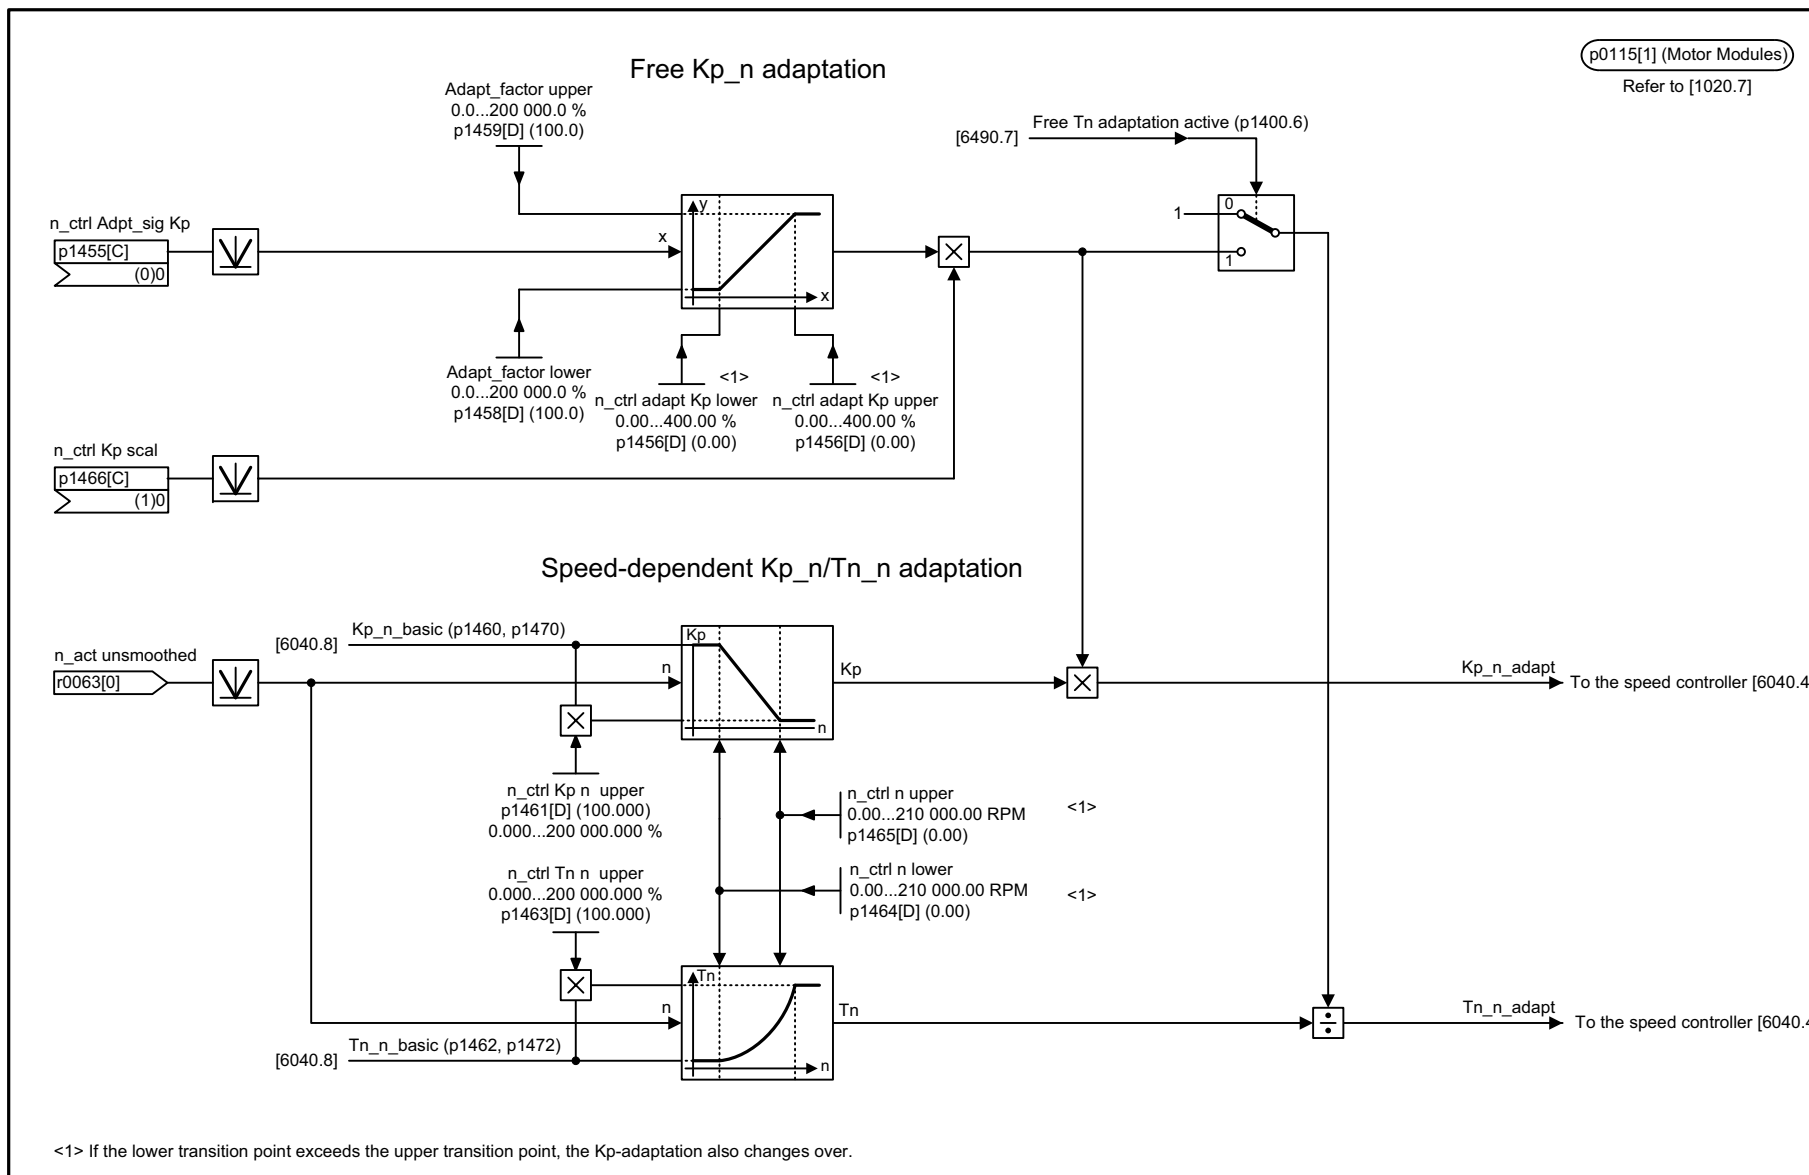 Free Kp_n adaptation
p0115[1] (Motor Modules)
Refer to [1020.7]
Adapt_factor upper
0.0...200 000.0 %
p1459[D] (100.0)
[6490.7]
Free Tn adaptation active (p1400.6)
n_ctrl Adpt_sig Kp
p1455[C]
(0)0
x
y
x
1
0
1
Adapt_factor lower
0.0...200 000.0 %
p1458[D] (100.0)
<1>
n_ctrl adapt Kp lower
0.00...400.00 %
p1456[D] (0.00)
<1>
n_ctrl adapt Kp upper
0.00...400.00 %
p1456[D] (0.00)
n_ctrl Kp scal
p1466[C]
(1)0
Speed-dependent Kp_n/Tn_n adaptation
[6040.8]
Kp_n_basic (p1460, p1470)
n_act unsmoothed
r0063[0]
n
Kp
n
Kp
Kp_n_adapt
To the speed controller [6040.4
n_ctrl Kp n upper
p1461[D] (100.000)
0.000...200 000.000 %
n_ctrl n upper
0.00...210 000.00 RPM
p1465[D] (0.00)
<1>
n_ctrl Tn n upper
0.000...200 000.000 %
p1463[D] (100.000)
n_ctrl n lower
0.00...210 000.00 RPM
p1464[D] (0.00)
<1>
n
Tn
n
Tn
Tn_n_adapt
To the speed controller [6040.4
[6040.8]
Tn_n_basic (p1462, p1472)
<1> If the lower transition point exceeds the upper transition point, the Kp-adaptation also changes over.